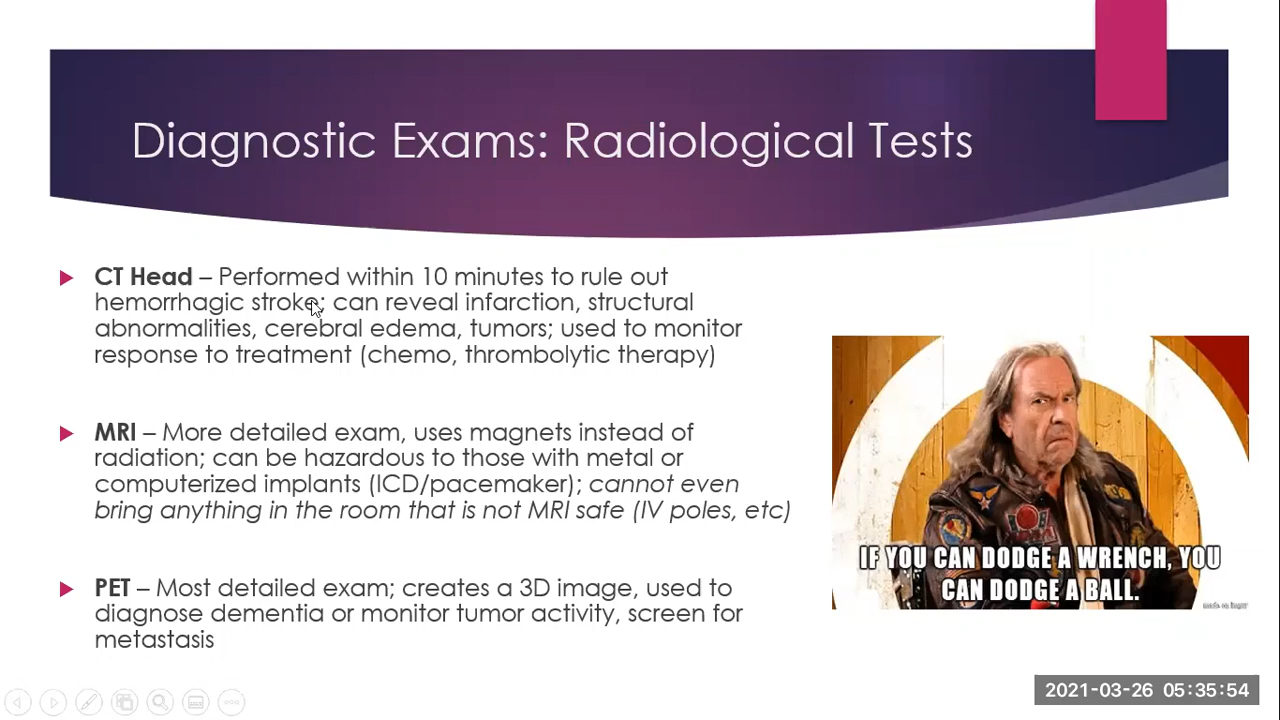 Diagnostic Exams: Radiological Tests
CT Head – Performed within 10 minutes to rule out
hemorrhagic stroke; can reveal infarction, structural
abnormalities, cerebral edema, tumors; used to monitor
response to treatment (chemo, thrombolytic therapy)
MRI – More detailed exam, uses magnets instead of
radiation; can be hazardous to those with metal or
computerized implants (ICD/pacemaker); cannot even
bring anything in the room that is not MRI safe (IV poles, etc)
PET – Most detailed exam; creates a 3D image, used to
diagnose dementia or monitor tumor activity, screen for
metastasis
IF YOU CAN DODGE A WRENCH, YOU
CAN DODGE A BALL.
made on imgur
2021-03-26 05:35:54